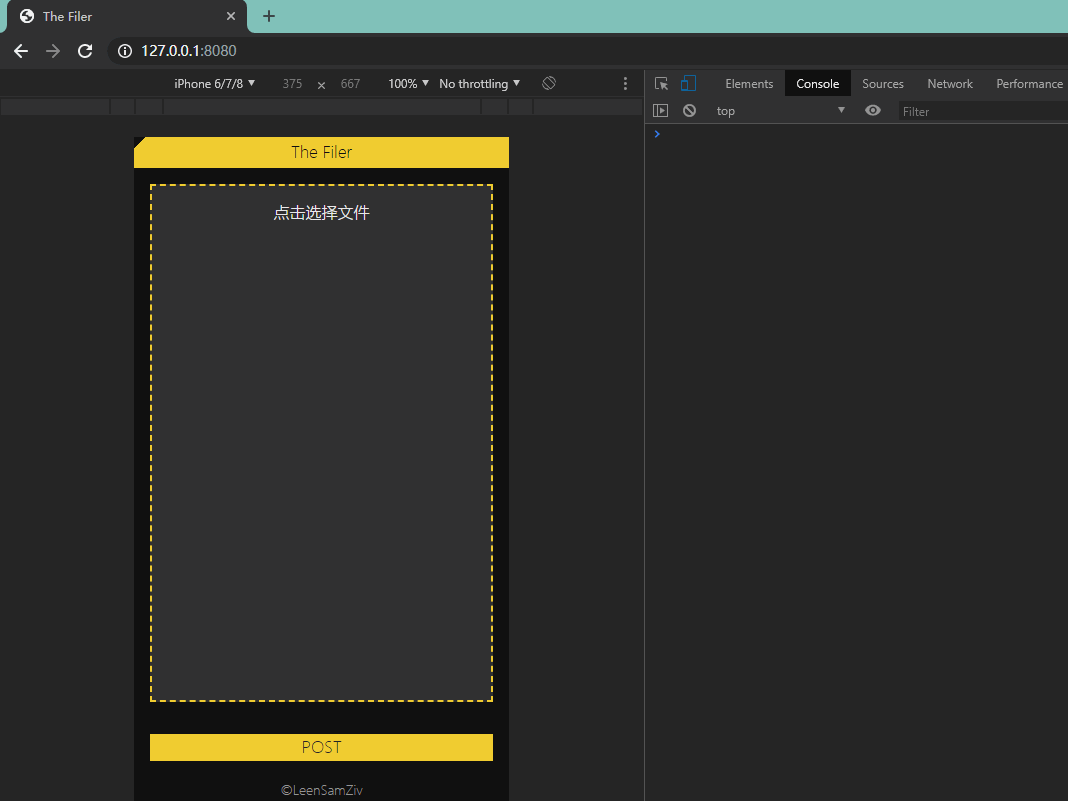 The Filer
127.0.0.1:8080
iPhone 6/7/8 ▼ 375 x 667 100% ▼ No throttling ▼
Elements Console Sources Network Performance
top ▼ Filter
The Filer
点击选择文件
POST
©LeenSamZiv